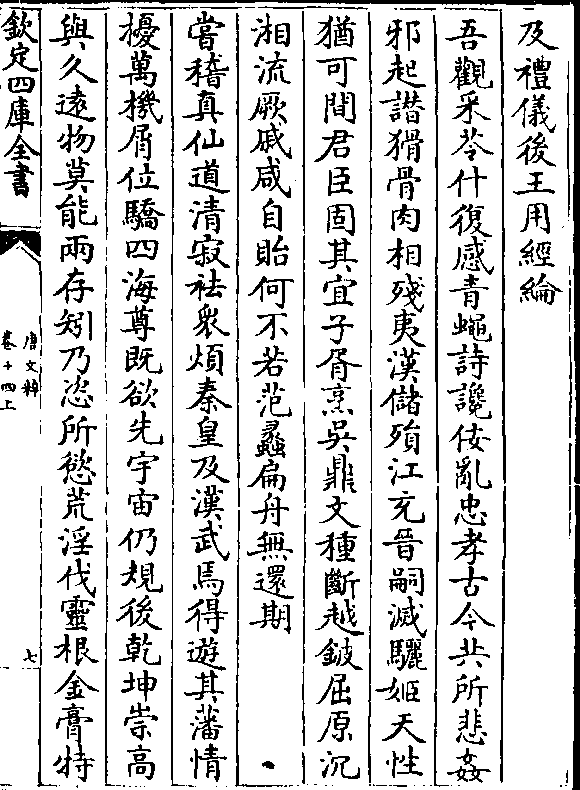 及禮儀後王用經綸
吾觀采苓什復感青蠅詩讒佞亂忠孝古今共所悲姦
邪起譖猾骨肉相殘夷漢儲殞江充晉嗣滅驪姬天性
猶可間君臣固其宜子胥烹吳鼎文種斷越鈹屈原沉
湘流厥戚咸自貽何不若范蠡扁舟無還期
嘗稽真仙道清寂祛衆煩秦皇及漢武焉得遊其藩情
擾萬機屑位驕四海尊既欲先宇宙仍規後乾坤崇高
與久遠物莫能兩存矧乃恣所慾荒淫伐靈根金膏特
欽定四庫全書
唐文粹
卷十四上
七